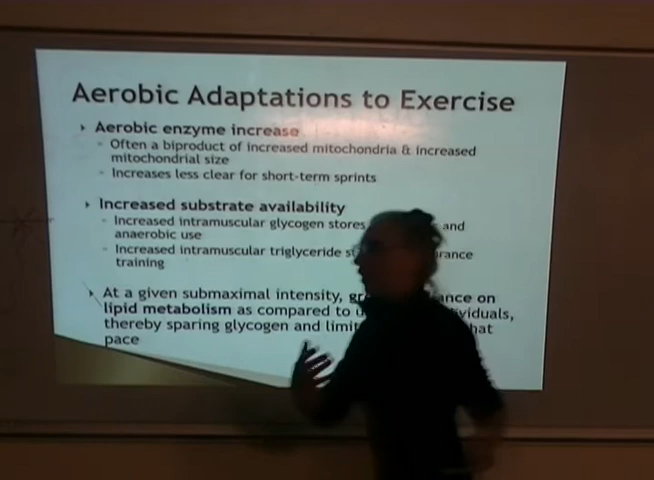 Aerobic Adaptations to Exercise
Aerobic enzyme increase
Often a biproduct of increased mitochondria & increased
mitochondrial size
Increases less clear for short-term sprints
Increased substrate availability
Increased intramuscular glycogen stores and
anaerobic use
Increased intramuscular triglyceride
training
At a given submaximal intensity, on
lipid metabolism as compared to
thereby sparing glycogen and
pace